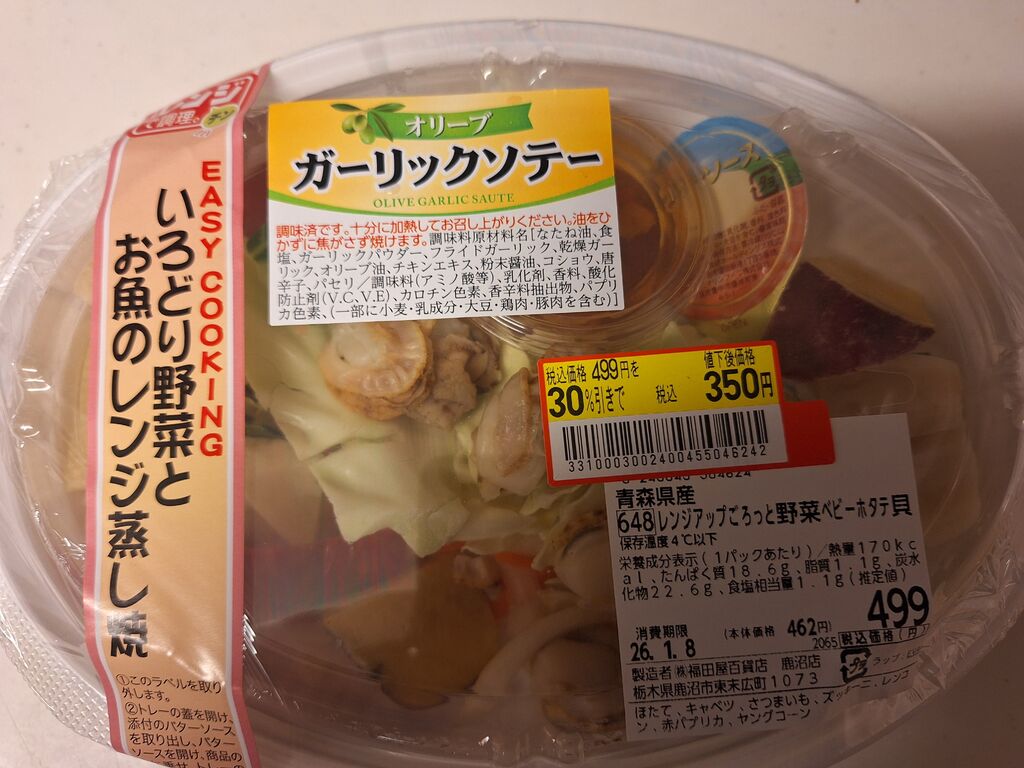 レンジ
で調理。
チン
EASY COOKING
いろどり野菜と
お魚のレンジ蒸し焼
①このラベルを取り
外します。
②トレーの蓋を開け、
添付のバターソース
を取り出し、バター
ソースを開け、商品の
オリーブ
ガーリックソテー
OLIVE GARLIC SAUTE
調味済です。十分に加熱してお召し上がりください。油をひ
かずに焦がさず焼けます。調味料原材料名[なたね油、食
塩、ガーリックパウダー、フライドガーリック、乾燥ガー
リック、オリーブ油、チキンエキス、粉末醤油、コショウ、唐
辛子、パセリ／調味料(アミノ酸等)、乳化剤、香料、酸化
防止剤(V.C、V.E)、カロチン色素、香辛料抽出物、パプリ
カ色素、(一部に小麦・乳成分・大豆・鶏肉・豚肉を含む)]
ソース
税込価格 499円を
30%引きで
値下後価格
税込 350円
3310003002400455046242
青森県産
648 レンジアップごろっと野菜ベビーホタテ貝
保存温度4℃以下
栄養成分表示(1パックあたり)／熱量170kc
al、たんぱく質18.6g、脂質1.1g、炭水
化物22.6g、食塩相当量1.1g(推定値)
499
消費期限
(本体価格 462円)
26.1.8
2065 税込価格(円)
製造者 ㈱福田屋百貨店 鹿沼店
栃木県鹿沼市東末広町1073
ラップ:
ほたて、キャベツ、さつまいも、ズッキーニ、レンコ
ン、赤パプリカ、ヤングコーン